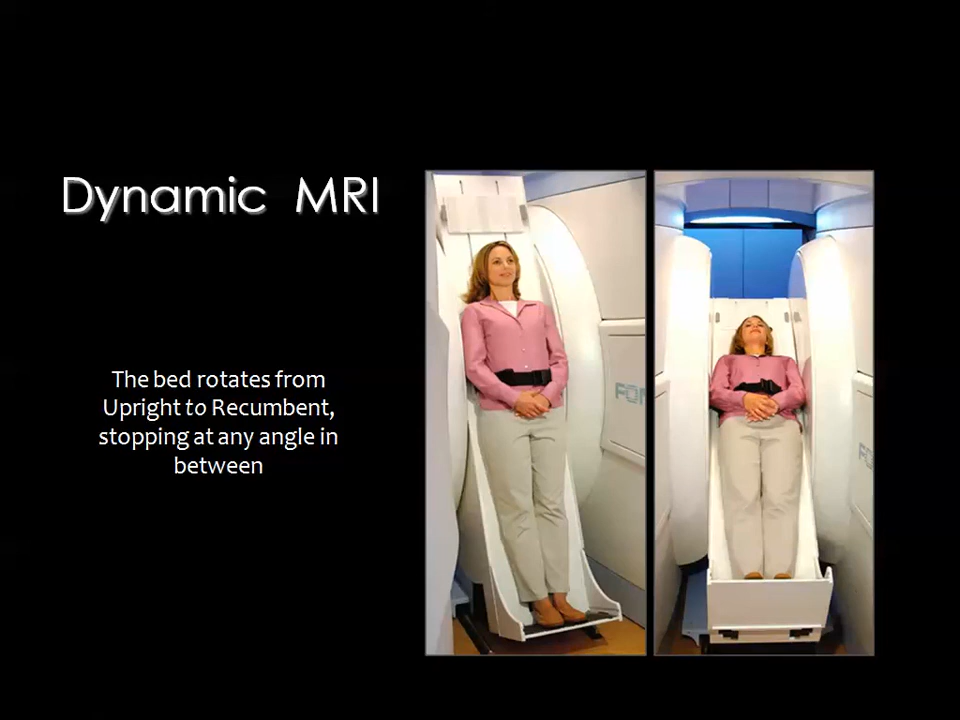 Dynamic MRI
The bed rotates from
Upright to Recumbent,
stopping at any angle in
between